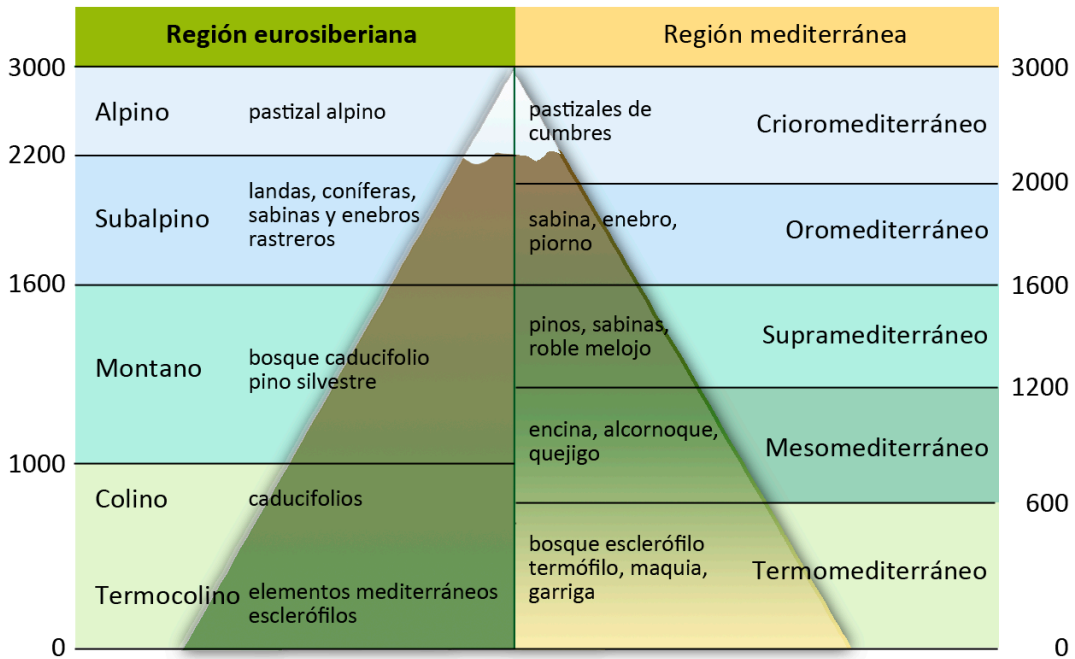 Región eurosiberiana
Región mediterránea
3000
3000
Alpino
pastizal alpino
pastizales de
cumbres
Crioromediterráneo
2200
2000
Subalpino
landas, coníferas,
sabinas y enebros
rastreros
sabina, enebro,
piorno
Oromediterráneo
1600
1600
Montano
bosque caducifolio
pino silvestre
pinos, sabinas,
roble melojo
Supramediterráneo
1200
encina, alcornoque,
quejigo
Mesomediterráneo
1000
600
Colino
caducifolios
Termocolino
elementos mediterráneos
esclerófilos
bosque esclerófilo
termófilo, maquia,
garriga
Termomediterráneo
0
0